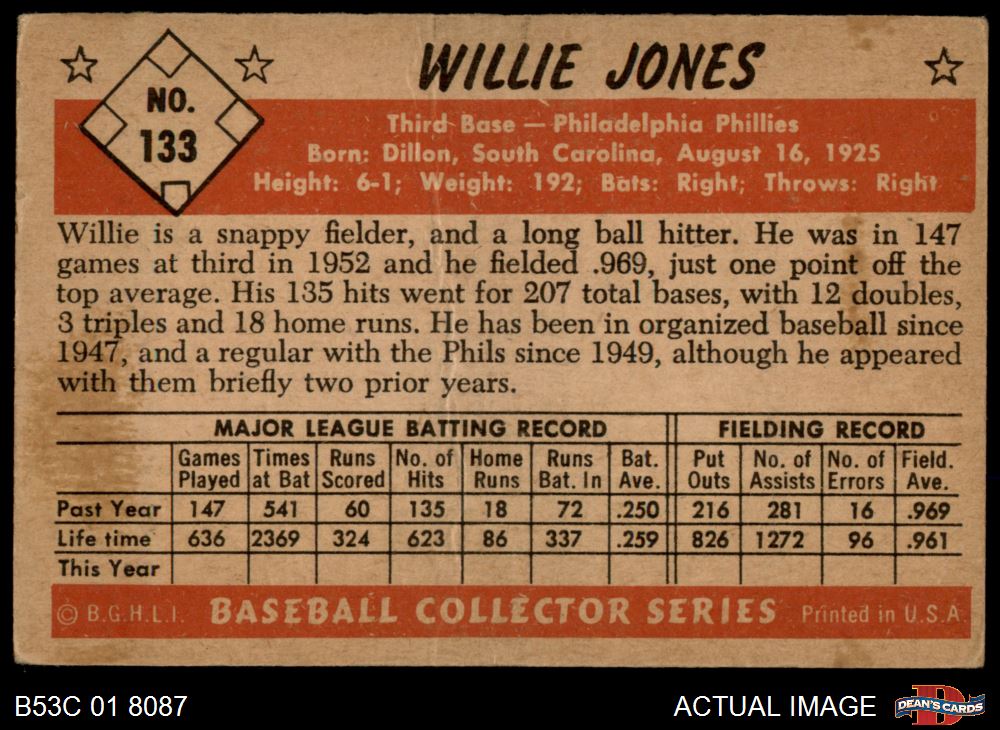 NO.
133
WILLIE JONES
Third Base — Philadelphia Phillies
Born: Dillon, South Carolina, August 16, 1925
Height: 6-1; Weight: 192; Bats: Right; Throws: Right
Willie is a snappy fielder, and a long ball hitter. He was in 147
games at third in 1952 and he fielded .969, just one point off the
top average. His 135 hits went for 207 total bases, with 12 doubles,
3 triples and 18 home runs. He has been in organized baseball since
1947, and a regular with the Phils since 1949, although he appeared
with them briefly two prior years.
MAJOR LEAGUE BATTING RECORD FIELDING RECORD
Games Times Runs No. of Home Runs Bat. Put No. of No. of Field.
Played at Bat Scored Hits Runs Bat. In Ave. Outs Assists Errors Ave.
Past Year 147 541 60 135 18 72 .250 216 281 16 .969
Life time 636 2369 324 623 86 337 .259 826 1272 96 .961
This Year
© B.G.H.L.I. BASEBALL COLLECTOR SERIES Printed in U.S.A.
B53C 01 8087 ACTUAL IMAGE DEAN'S CARDS